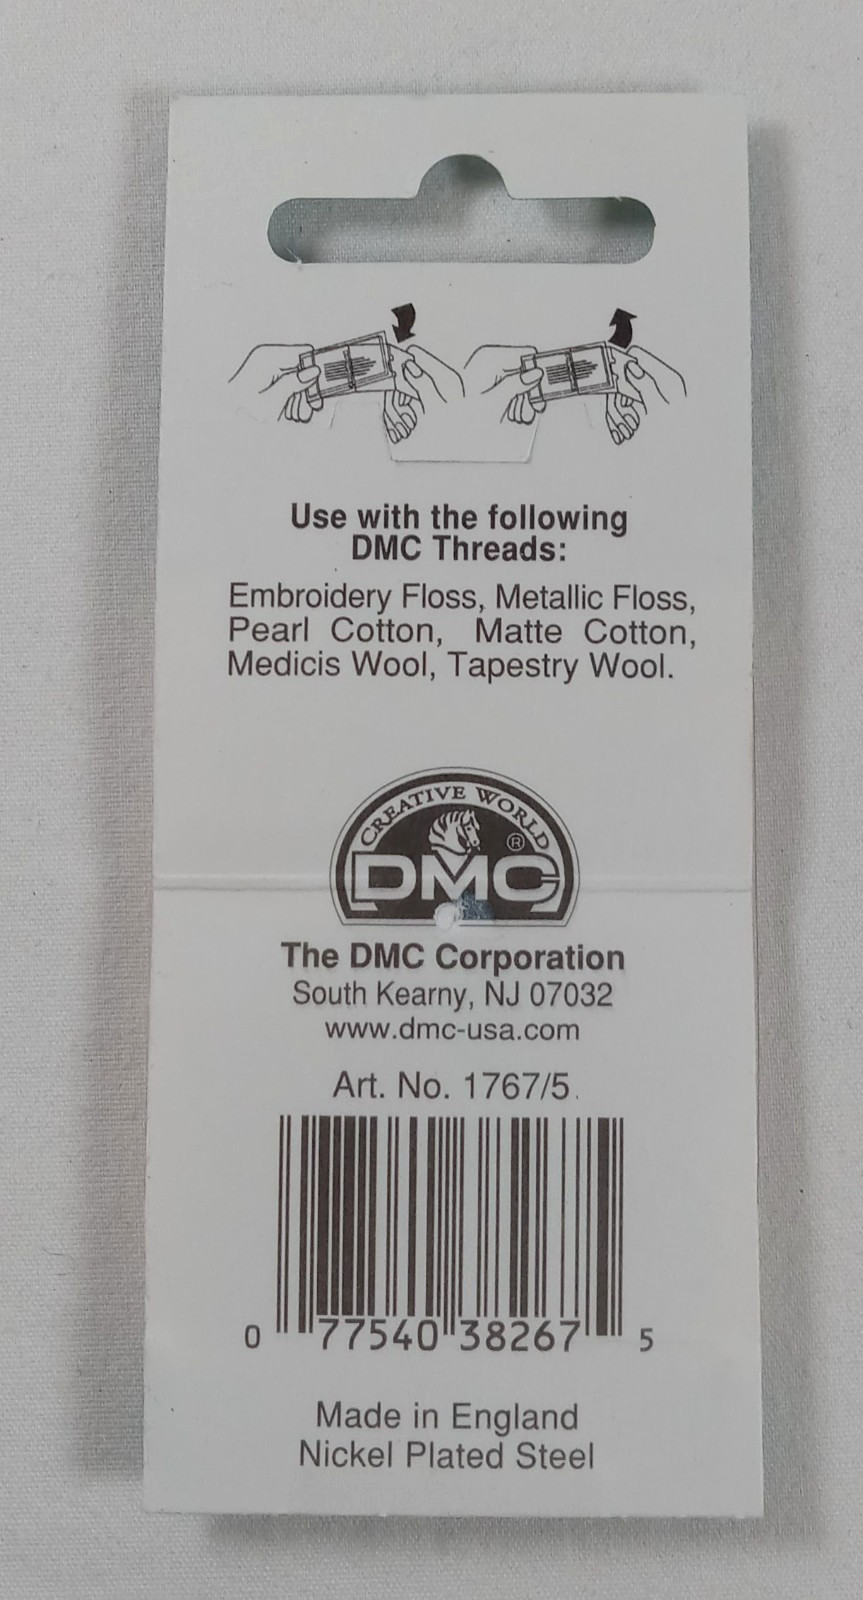 Use with the following
DMC Threads:
Embroidery Floss, Metallic Floss,
Pearl Cotton, Matte Cotton,
Medicis Wool, Tapestry Wool.
CREATIVE WORLD
®
DMC
The DMC Corporation
South Kearny, NJ 07032
www.dmc-usa.com
Art. No. 1767/5.
0 77540 38267 5
Made in England
Nickel Plated Steel